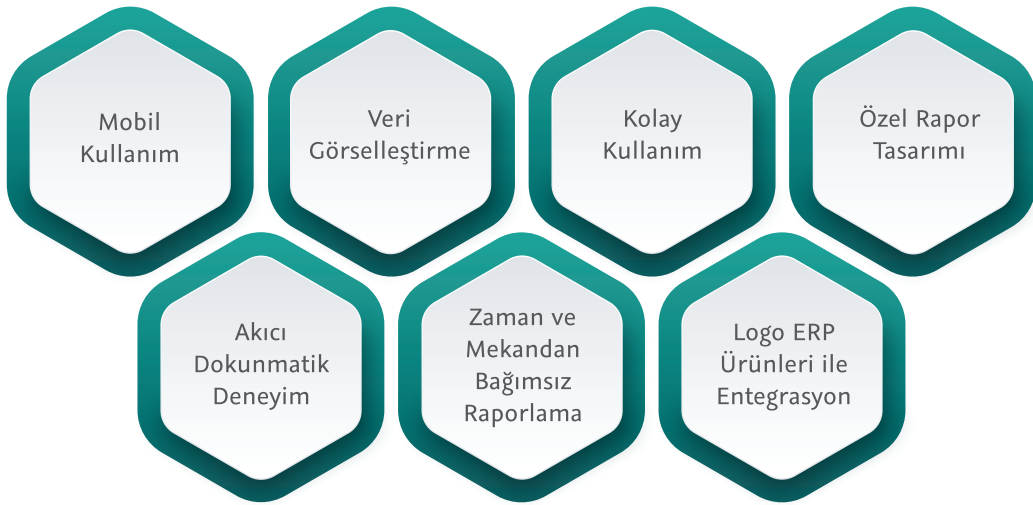 Mobil
Kullanım
Veri
Görselleştirme
Kolay
Kullanım
Özel Rapor
Tasarımı
Akıcı
Dokunmatik
Deneyim
Zaman ve
Mekandan
Bağımsız
Raporlama
Logo ERP
Ürünleri ile
Entegrasyon